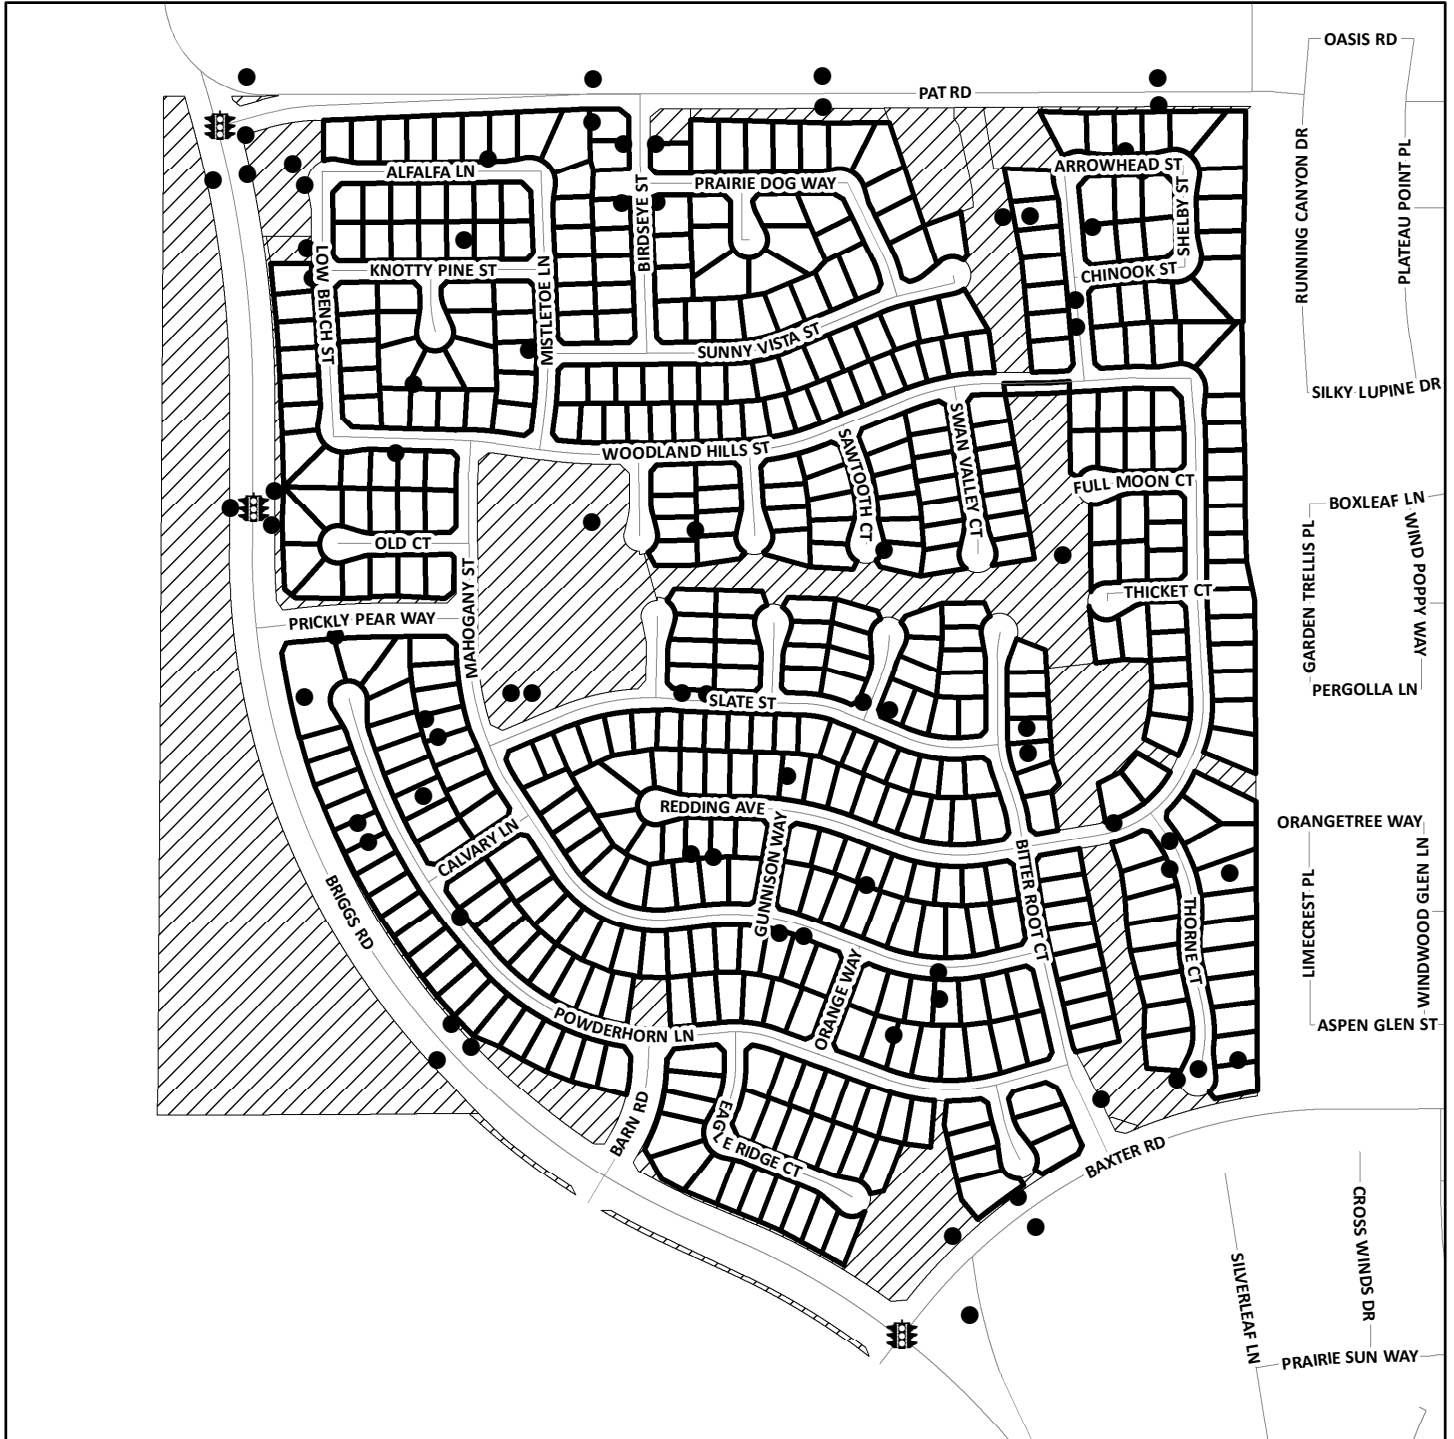 OASIS RD
PAT RD
RUNNING CANYON DR
PLATEAU POINT PL
ALFALFA LN
PRAIRIE DOG WAY
ARROWHEAD ST
SHELBY ST
BIRDSEYE ST
LOW BENCH ST
KNOTTY PINE ST
MISTLETOE LN
CHINOOK ST
SUNNY VISTA ST
SILKY LUPINE DR
WOODLAND HILLS ST
SAWTOOTH CT
SWAN VALLEY CT
FULL MOON CT
BOXLEAF LN
WIND POPPY WAY
GARDEN TRELLIS PL
OLD CT
MAHOGANY ST
THICKET CT
PRICKLY PEAR WAY
PERGOLLA LN
SLATE ST
REDDING AVE
GUNNISON WAY
CALVARY LN
ORANGETREE WAY
BITTER ROOT CT
LIMECREST PL
WINDWOOD GLEN LN
BRIGGS RD
THORNE CT
ORANGE WAY
POWDERHORN LN
ASPEN GLEN ST
BARN RD
EAGLE RIDGE CT
BAXTER RD
SILVERLEAF LN
CROSS WINDS DR
PRAIRIE SUN WAY